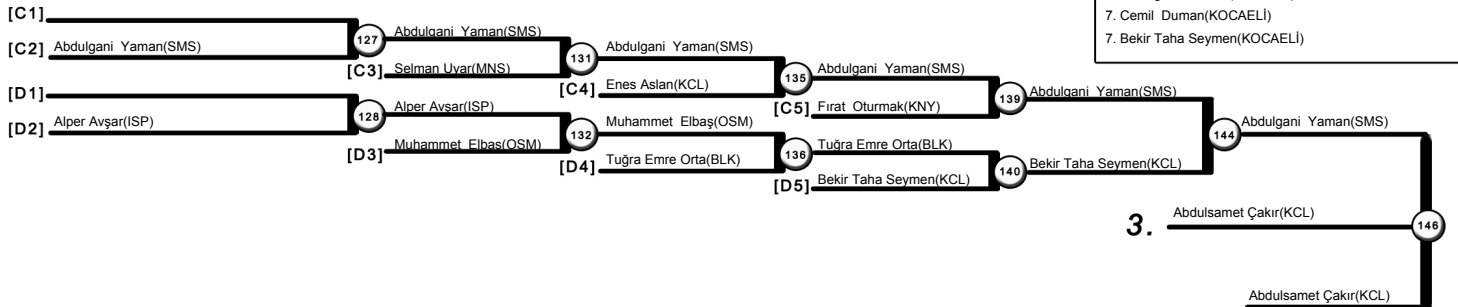 7. Cemil Duman(KOCAELİ)
7. Bekir Taha Seymen(KOCAELİ)
[C1]
[C2] Abdulgani Yaman(SMS)
127 Abdulgani Yaman(SMS)
[C3] Selman Uyar(MNS)
131 Abdulgani Yaman(SMS)
[C4] Enes Aslan(KCL)
135 Abdulgani Yaman(SMS)
[C5] Fırat Oturmak(KNY)
139 Abdulgani Yaman(SMS)
144 Abdulgani Yaman(SMS)
[D1]
[D2] Alper Avşar(ISP)
128 Alper Avşar(ISP)
[D3] Muhammet Elbaş(OSM)
132 Muhammet Elbaş(OSM)
[D4] Tuğra Emre Orta(BLK)
136 Tuğra Emre Orta(BLK)
[D5] Bekir Taha Seymen(KCL)
140 Bekir Taha Seymen(KCL)
3. Abdulsamet Çakır(KCL)
146
Abdulsamet Çakır(KCL)